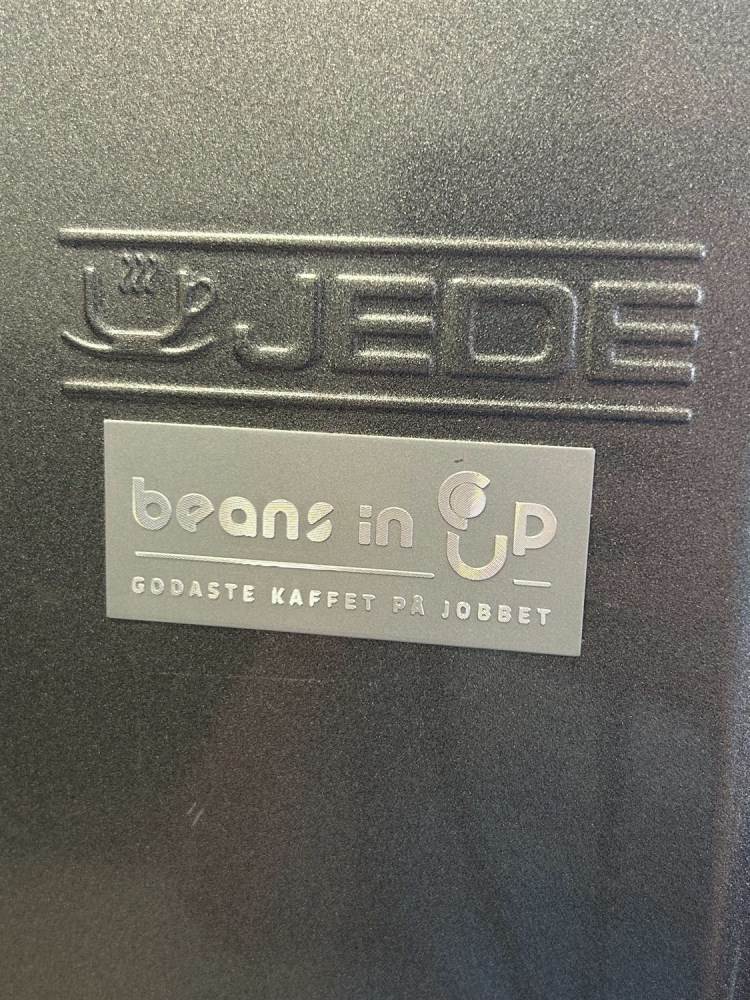 JEDE
beans in cup
GODASTE KAFFET PÅ JOBBET